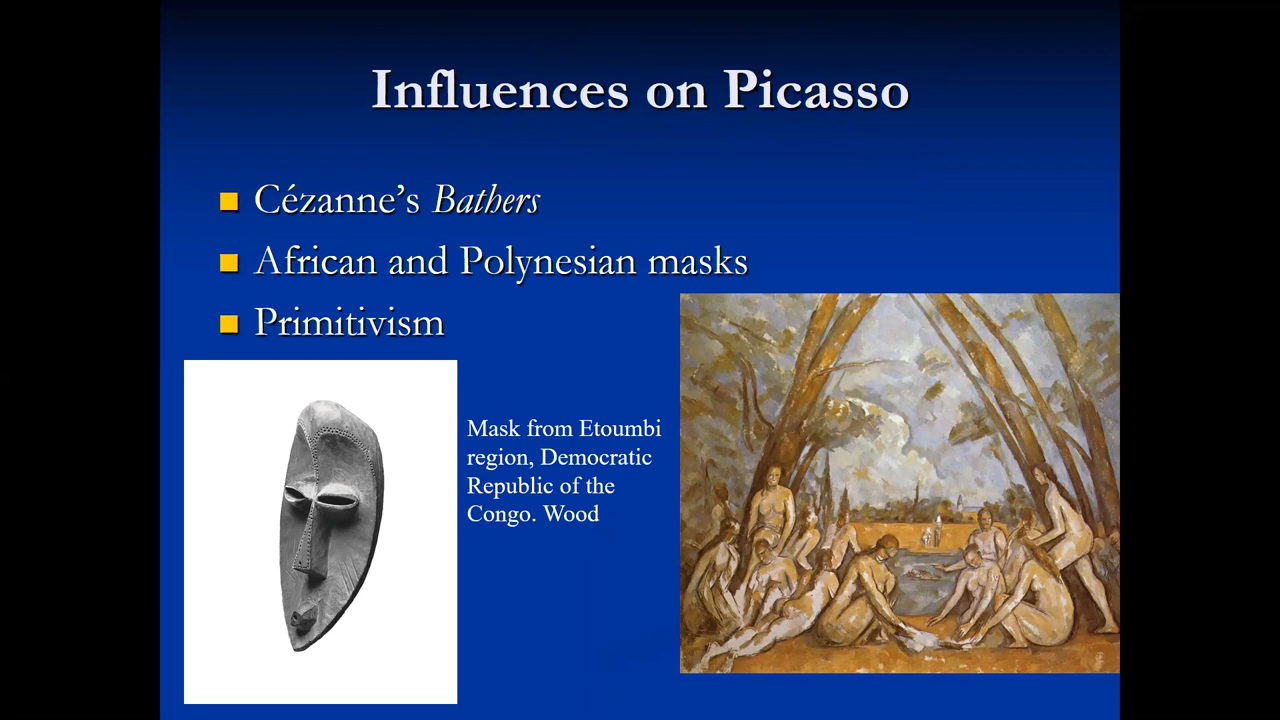 Influences on Picasso
Cézanne’s Bathers
African and Polynesian masks
Primitivism
Mask from Etoumbi
region, Democratic
Republic of the
Congo. Wood